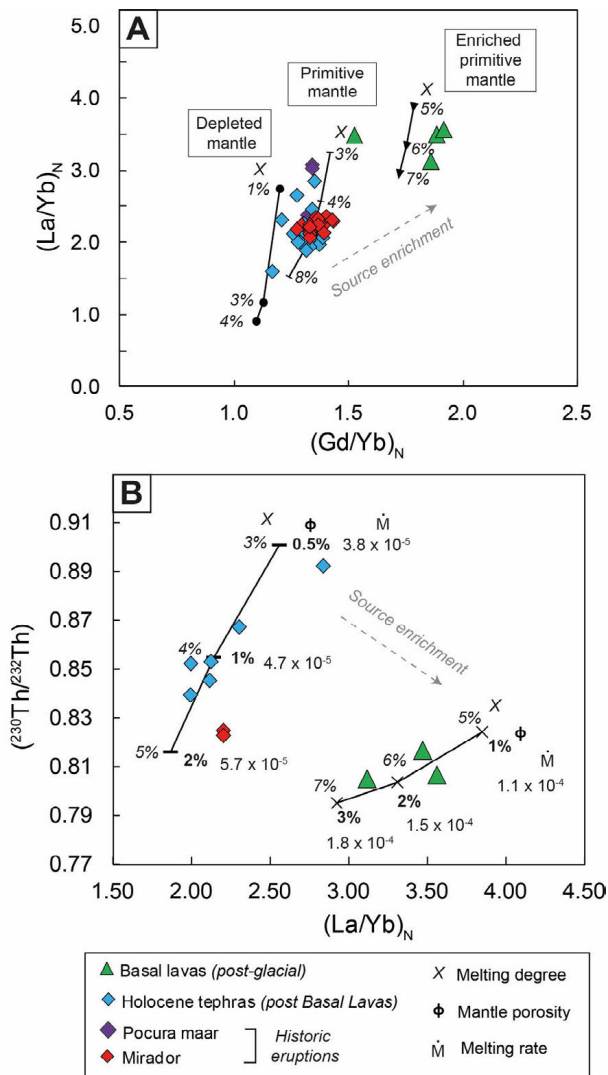 A
5.0
4.0
3.0
2.0
1.0
0.0
(La/Yb)N
Depleted mantle
Primitive mantle
Enriched primitive mantle
X
1%
3%
4%
X
3%
4%
8%
X
5%
6%
7%
Source enrichment
0.5 1.0 1.5 2.0 2.5
(Gd/Yb)N
B
0.91
0.89
0.87
0.85
0.83
0.81
0.79
0.77
(230Th/232Th)
X ϕ Ṁ
3% 0.5% 3.8 x 10-5
4% 1% 4.7 x 10-5
5% 2% 5.7 x 10-5
Source enrichment
X
5% ϕ
1% Ṁ
1.1 x 10-4
6%
2%
1.5 x 10-4
7%
3%
1.8 x 10-4
1.50 2.00 2.50 3.00 3.50 4.00 4.50
(La/Yb)N
Basal lavas (post-glacial)
Holocene tephras (post Basal Lavas)
Pocura maar
Mirador
Historic
eruptions
X Melting degree
ϕ Mantle porosity
Ṁ Melting rate